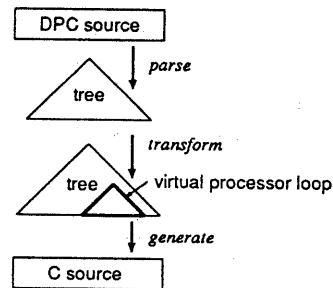 DPC source
parse
tree
transform
tree
virtual processor loop
generate
C source